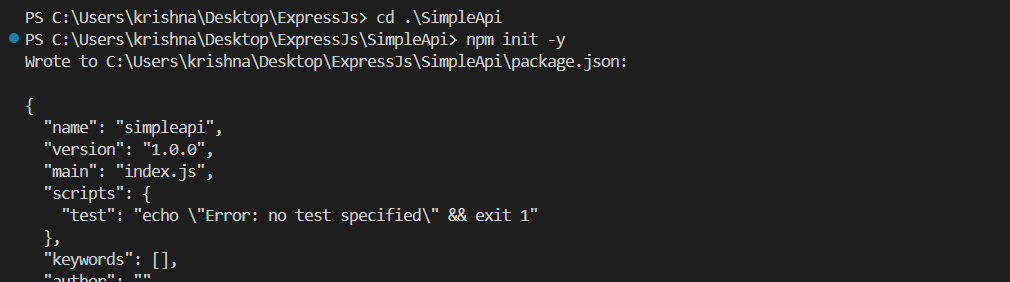 PS C:\Users\krishna\Desktop\ExpressJs> cd .\SimpleApi
PS C:\Users\krishna\Desktop\ExpressJs\SimpleApi> npm init -y
Wrote to C:\Users\krishna\Desktop\ExpressJs\SimpleApi\package.json:
{
"name": "simpleapi",
"version": "1.0.0",
"main": "index.js",
"scripts": {
"test": "echo \"Error: no test specified\" && exit 1"
},
"keywords": [],
"author": ""